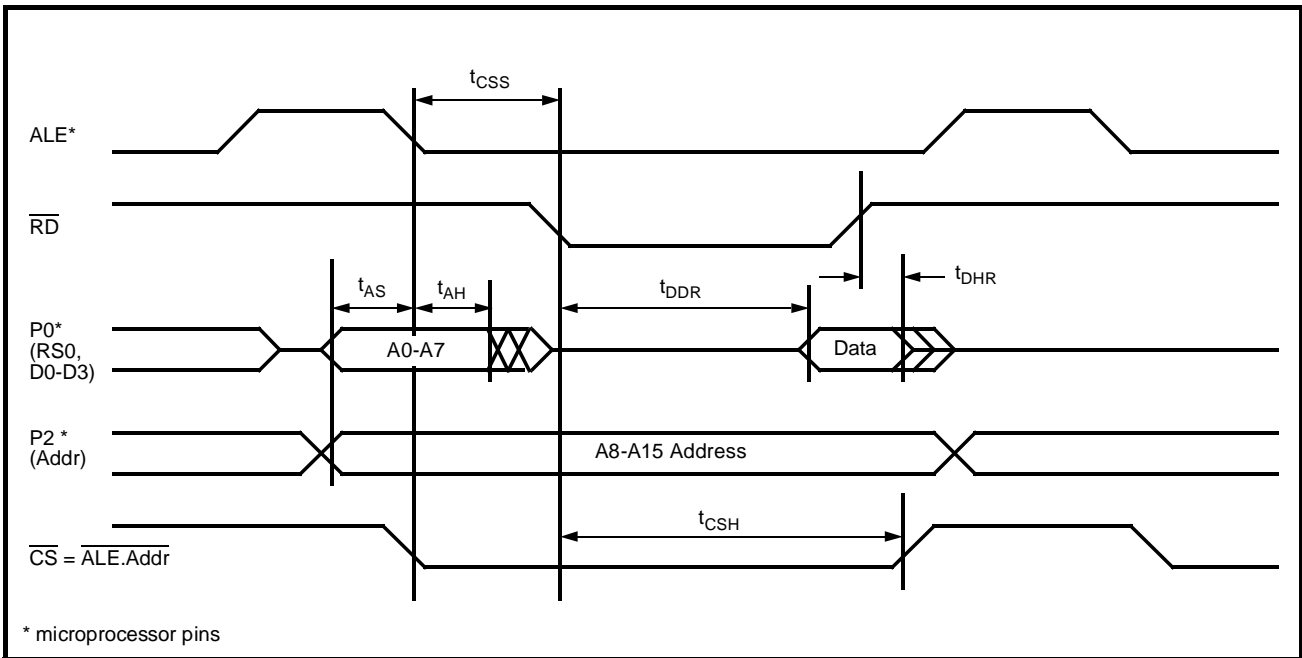 tCSS
ALE*
RD
tAS
tAH
tDDR
tDHR
P0*
(RS0,
D0-D3)
A0-A7
Data
P2 *
(Addr)
A8-A15 Address
tCSH
CS = ALE.Addr
* microprocessor pins